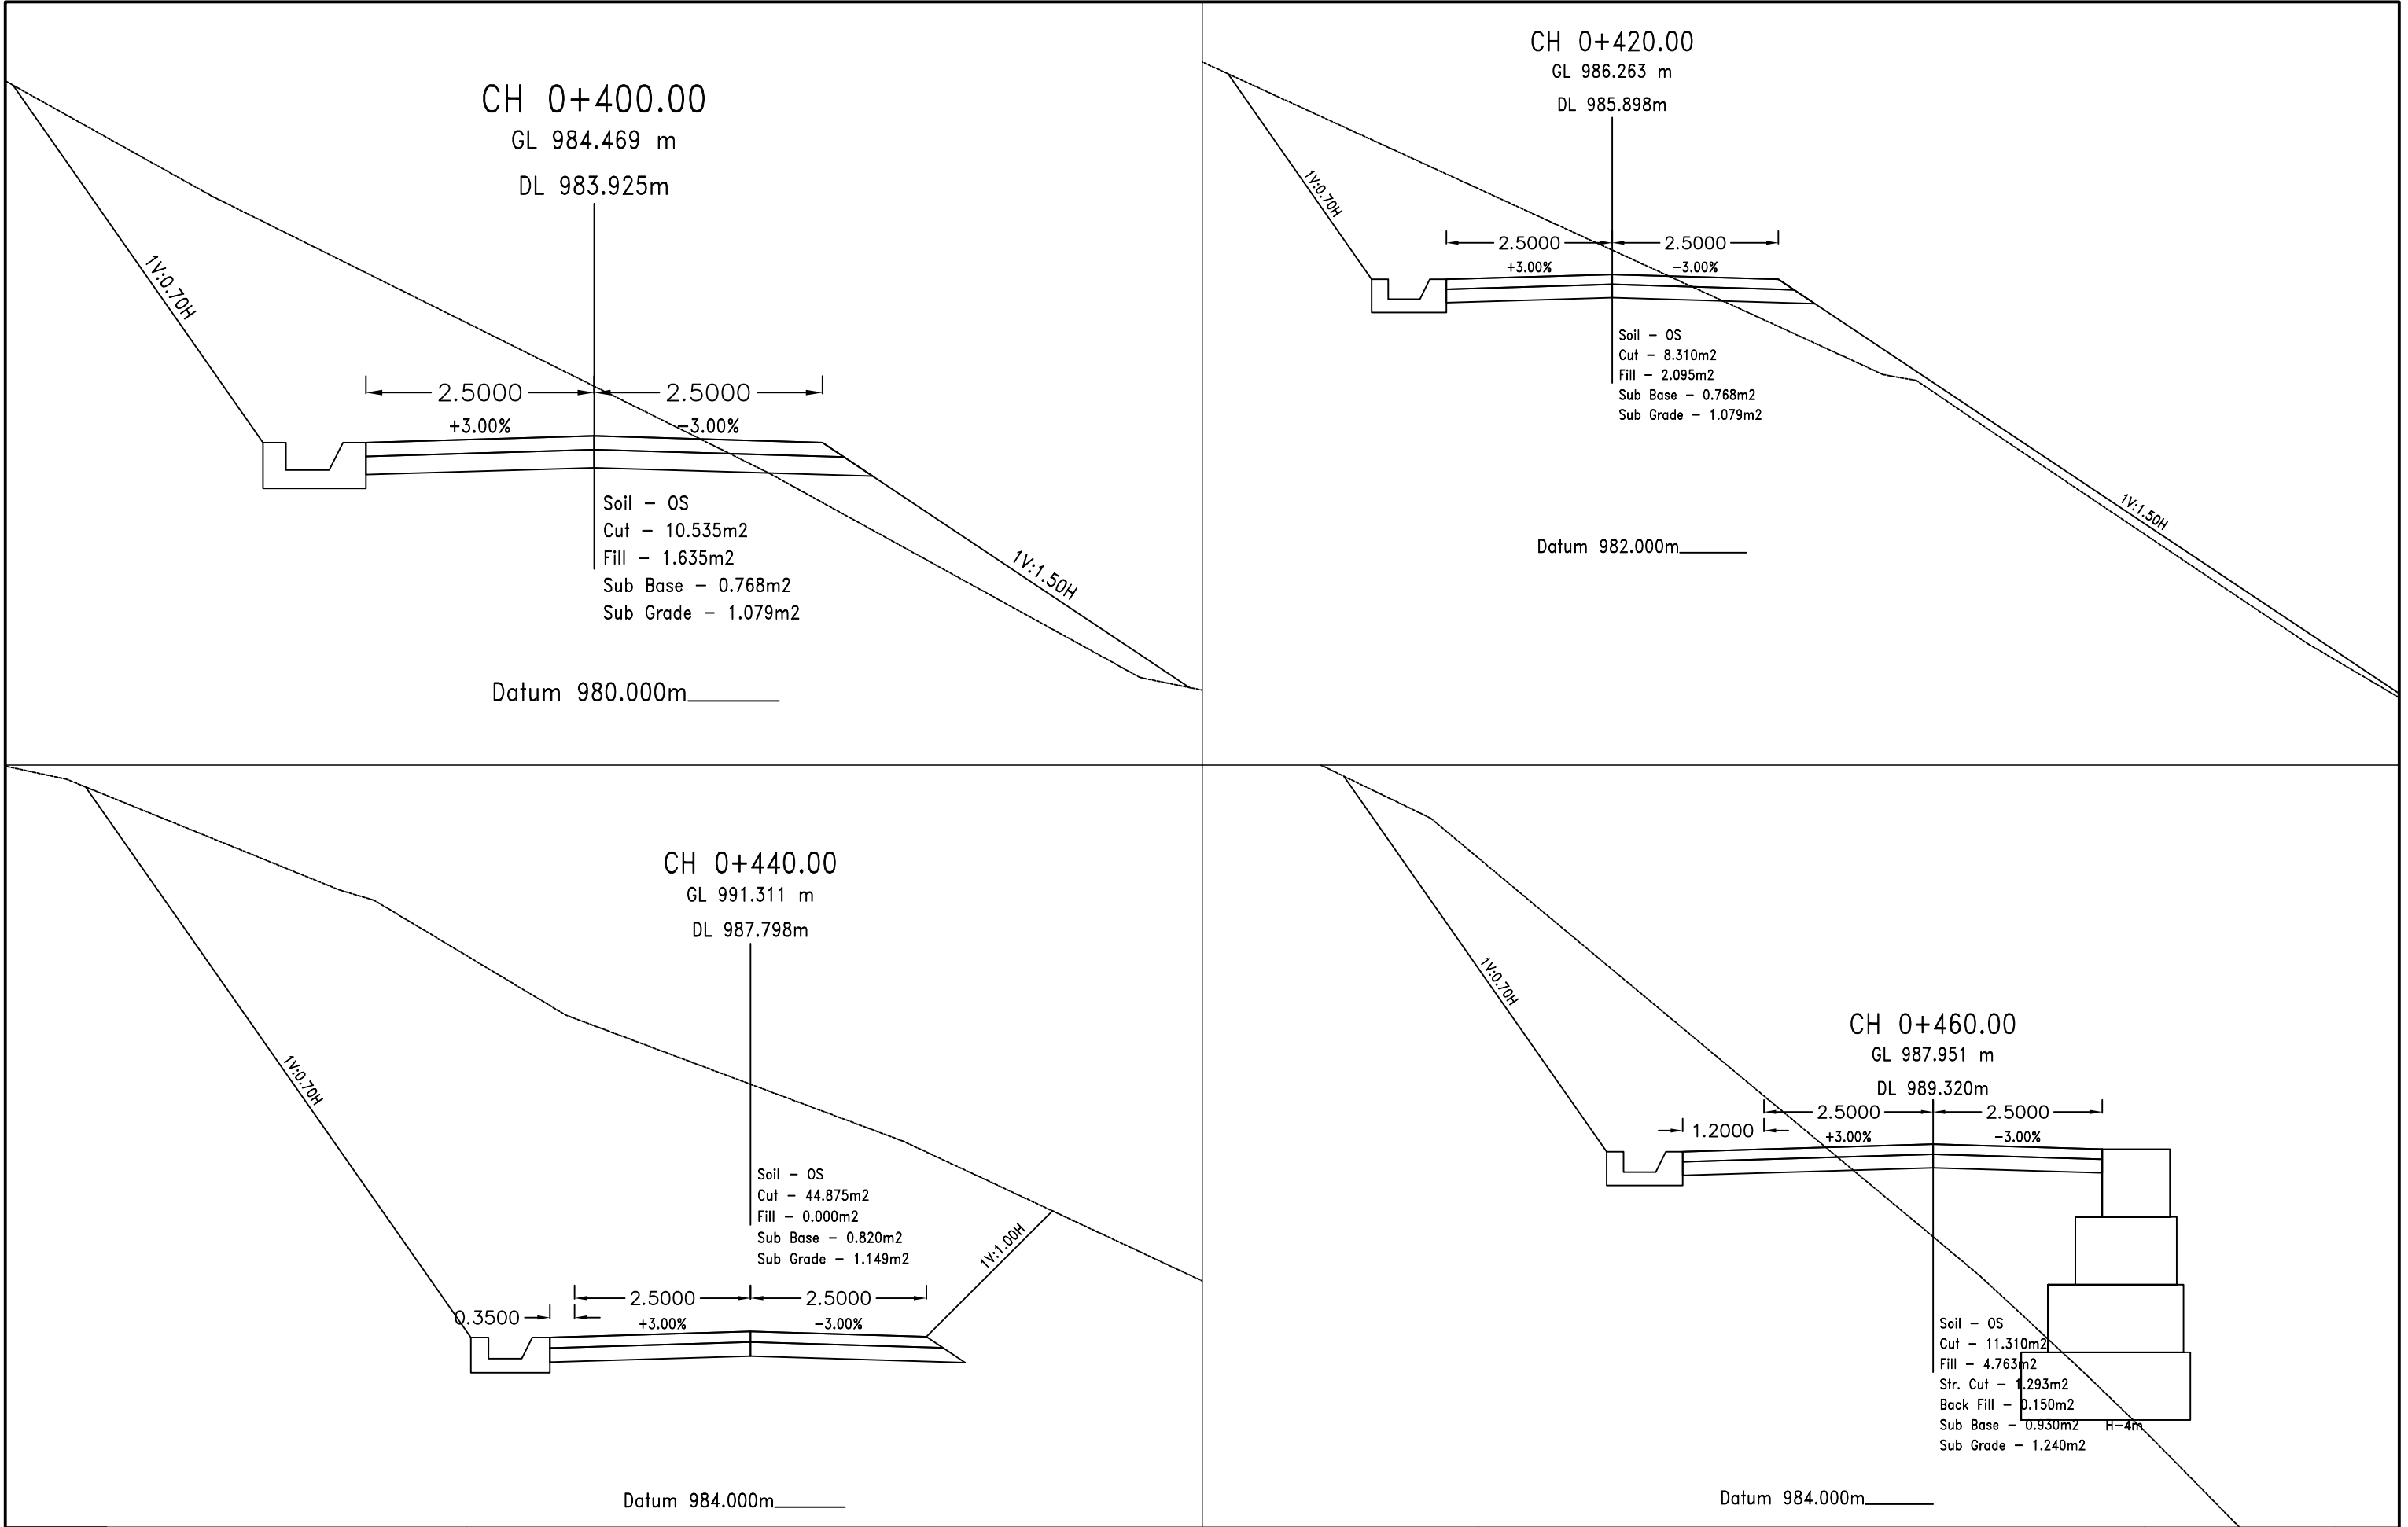 CH 0+400.00
GL 984.469 m
DL 983.925m
1V:0.70H
2.5000 2.5000
+3.00% -3.00%
Soil - OS
Cut - 10.535m2
Fill - 1.635m2
Sub Base - 0.768m2
Sub Grade - 1.079m2
1V:1.50H
Datum 980.000m
CH 0+420.00
GL 986.263 m
DL 985.898m
1V:0.70H
2.5000 2.5000
+3.00% -3.00%
Soil - OS
Cut - 8.310m2
Fill - 2.095m2
Sub Base - 0.768m2
Sub Grade - 1.079m2
1V:1.50H
Datum 982.000m
CH 0+440.00
GL 991.311 m
DL 987.798m
1V:0.70H
Soil - OS
Cut - 44.875m2
Fill - 0.000m2
Sub Base - 0.820m2
Sub Grade - 1.149m2
1V:1.00H
2.5000 2.5000
0.3500
+3.00% -3.00%
Datum 984.000m
1V:0.70H
CH 0+460.00
GL 987.951 m
DL 989.320m
2.5000 2.5000
1.2000
+3.00% -3.00%
Soil - OS
Cut - 11.310m2
Fill - 4.763m2
Str. Cut - 1.293m2
Back Fill - 0.150m2
Sub Base - 0.930m2 H-4m
Sub Grade - 1.240m2
Datum 984.000m